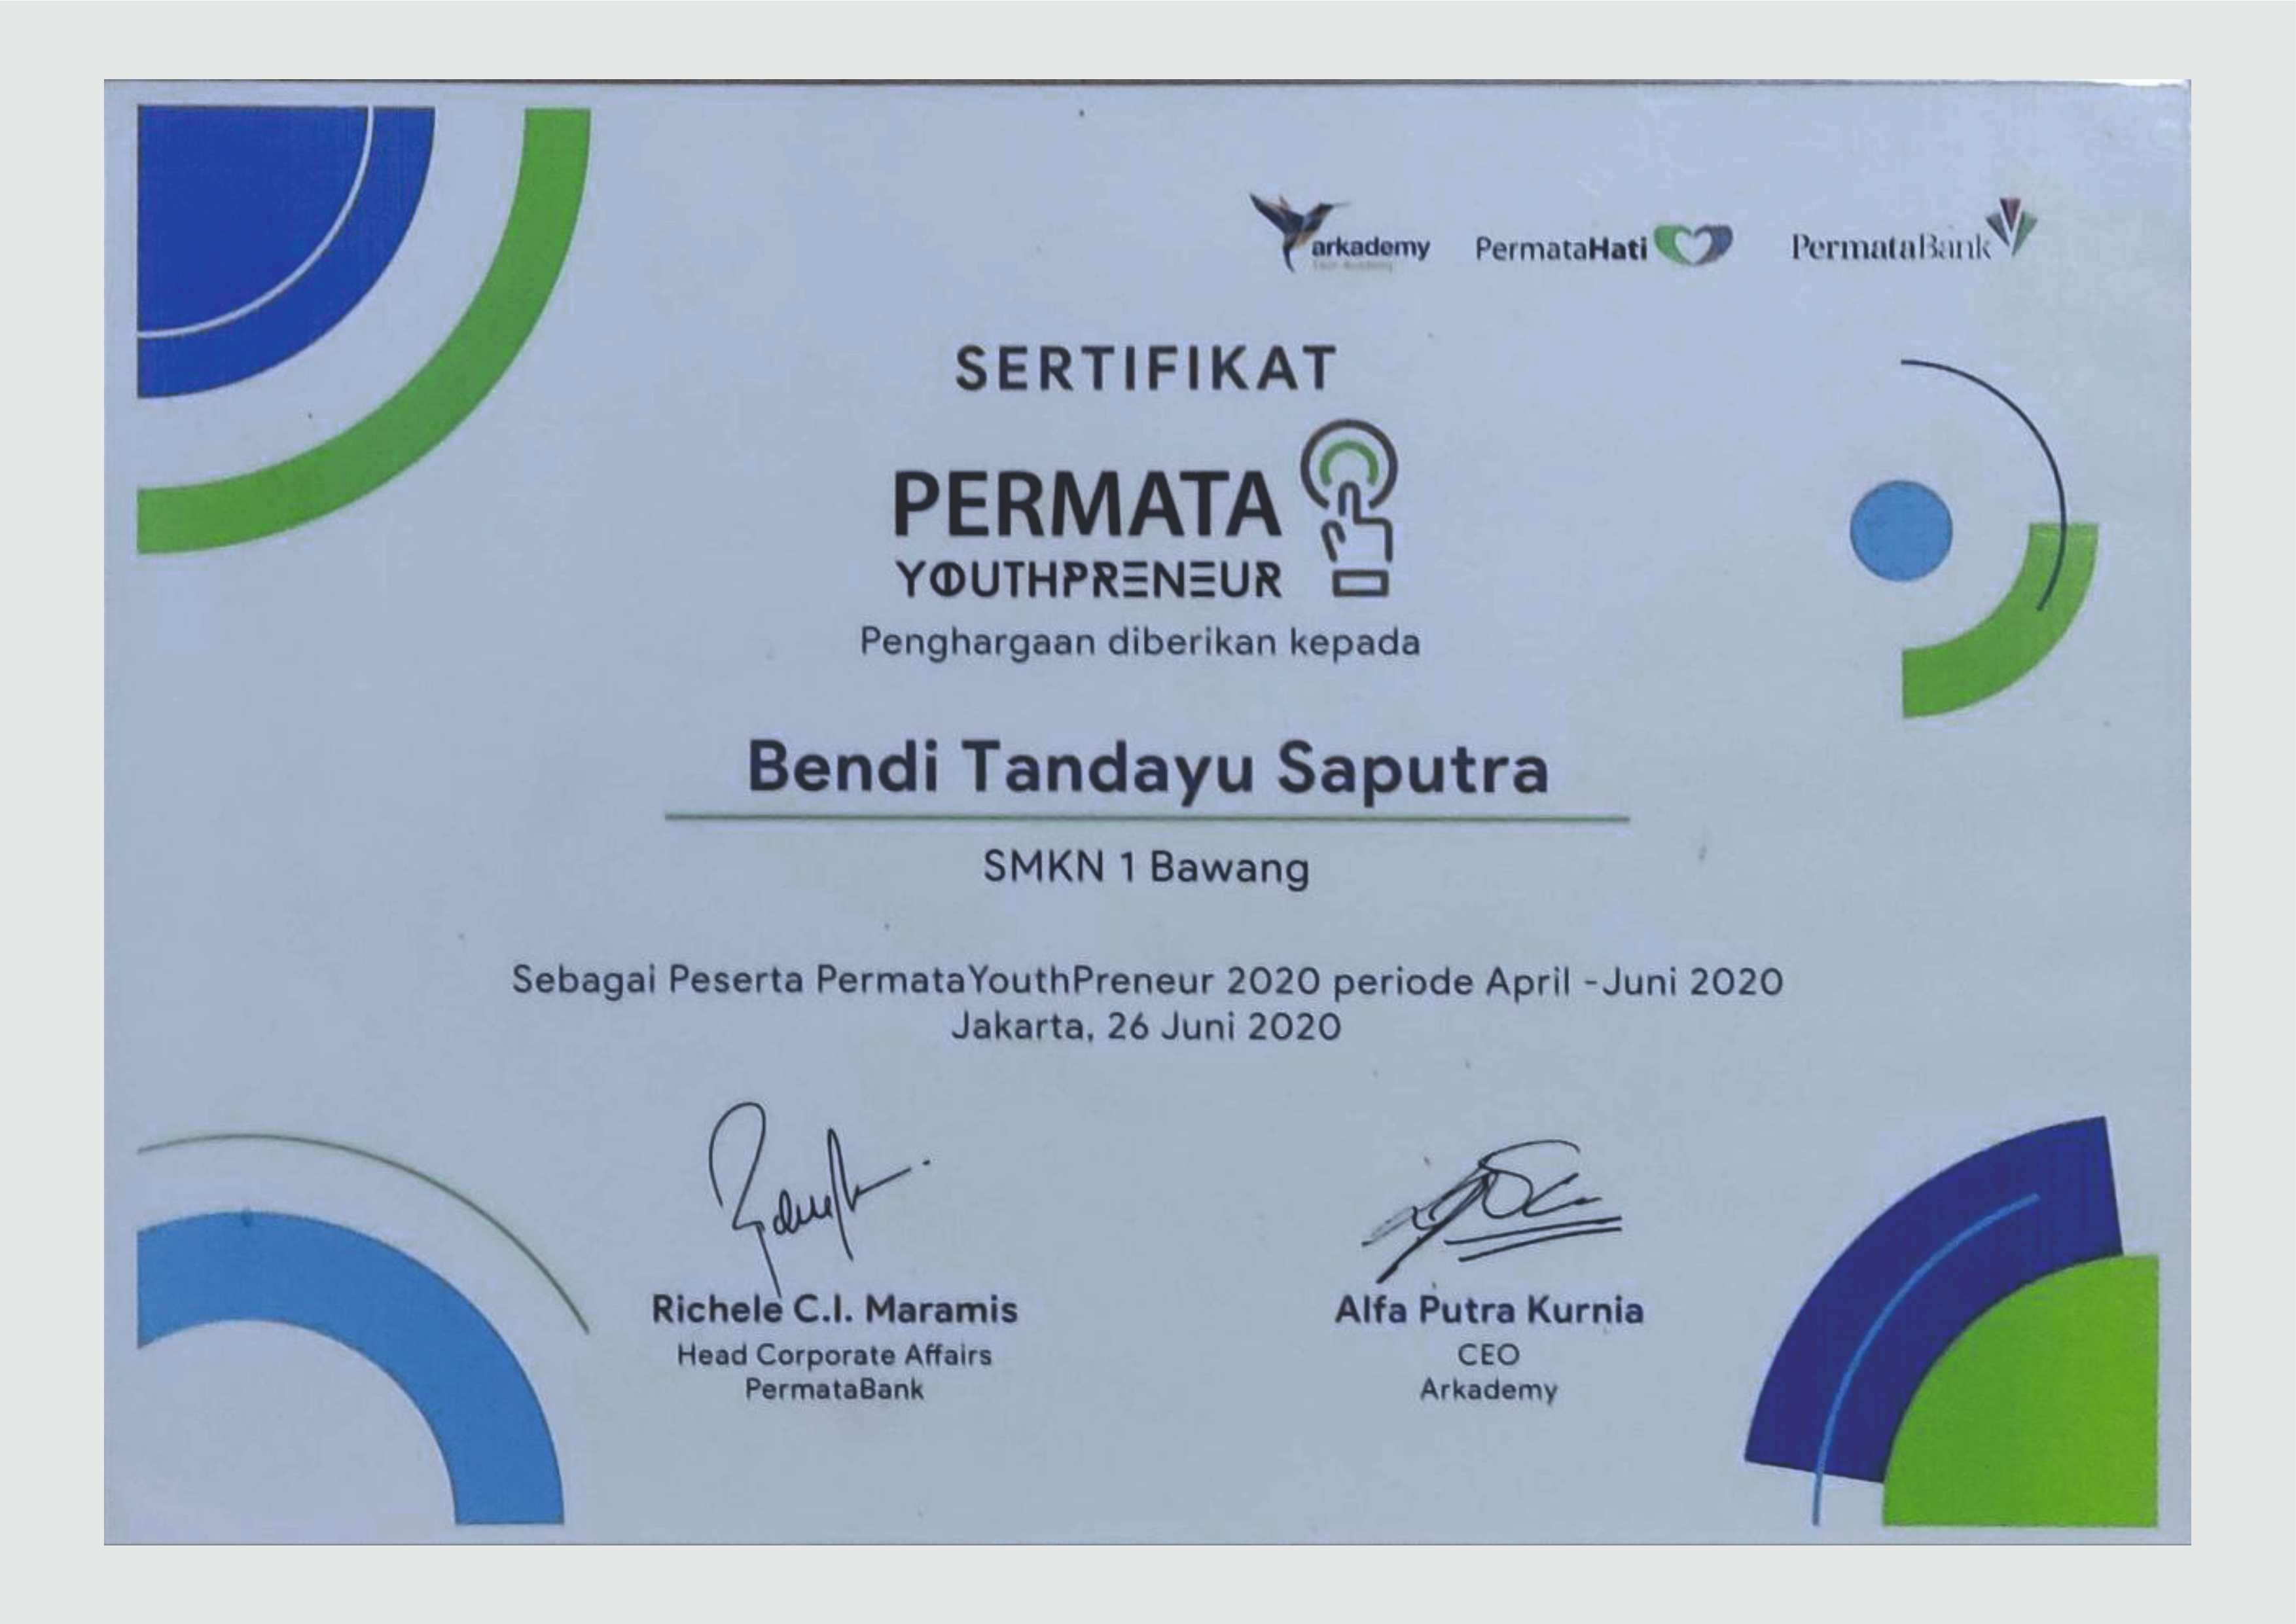 arkademy PermataHati PermataBank
SERTIFIKAT
PERMATA
YOUTHPRENEUR
Penghargaan diberikan kepada
Bendi Tandayu Saputra
SMKN 1 Bawang
Sebagai Peserta PermataYouthPreneur 2020 periode April -Juni 2020
Jakarta, 26 Juni 2020
Richele C.I. Maramis
Head Corporate Affairs
PermataBank
Alfa Putra Kurnia
CEO
Arkademy